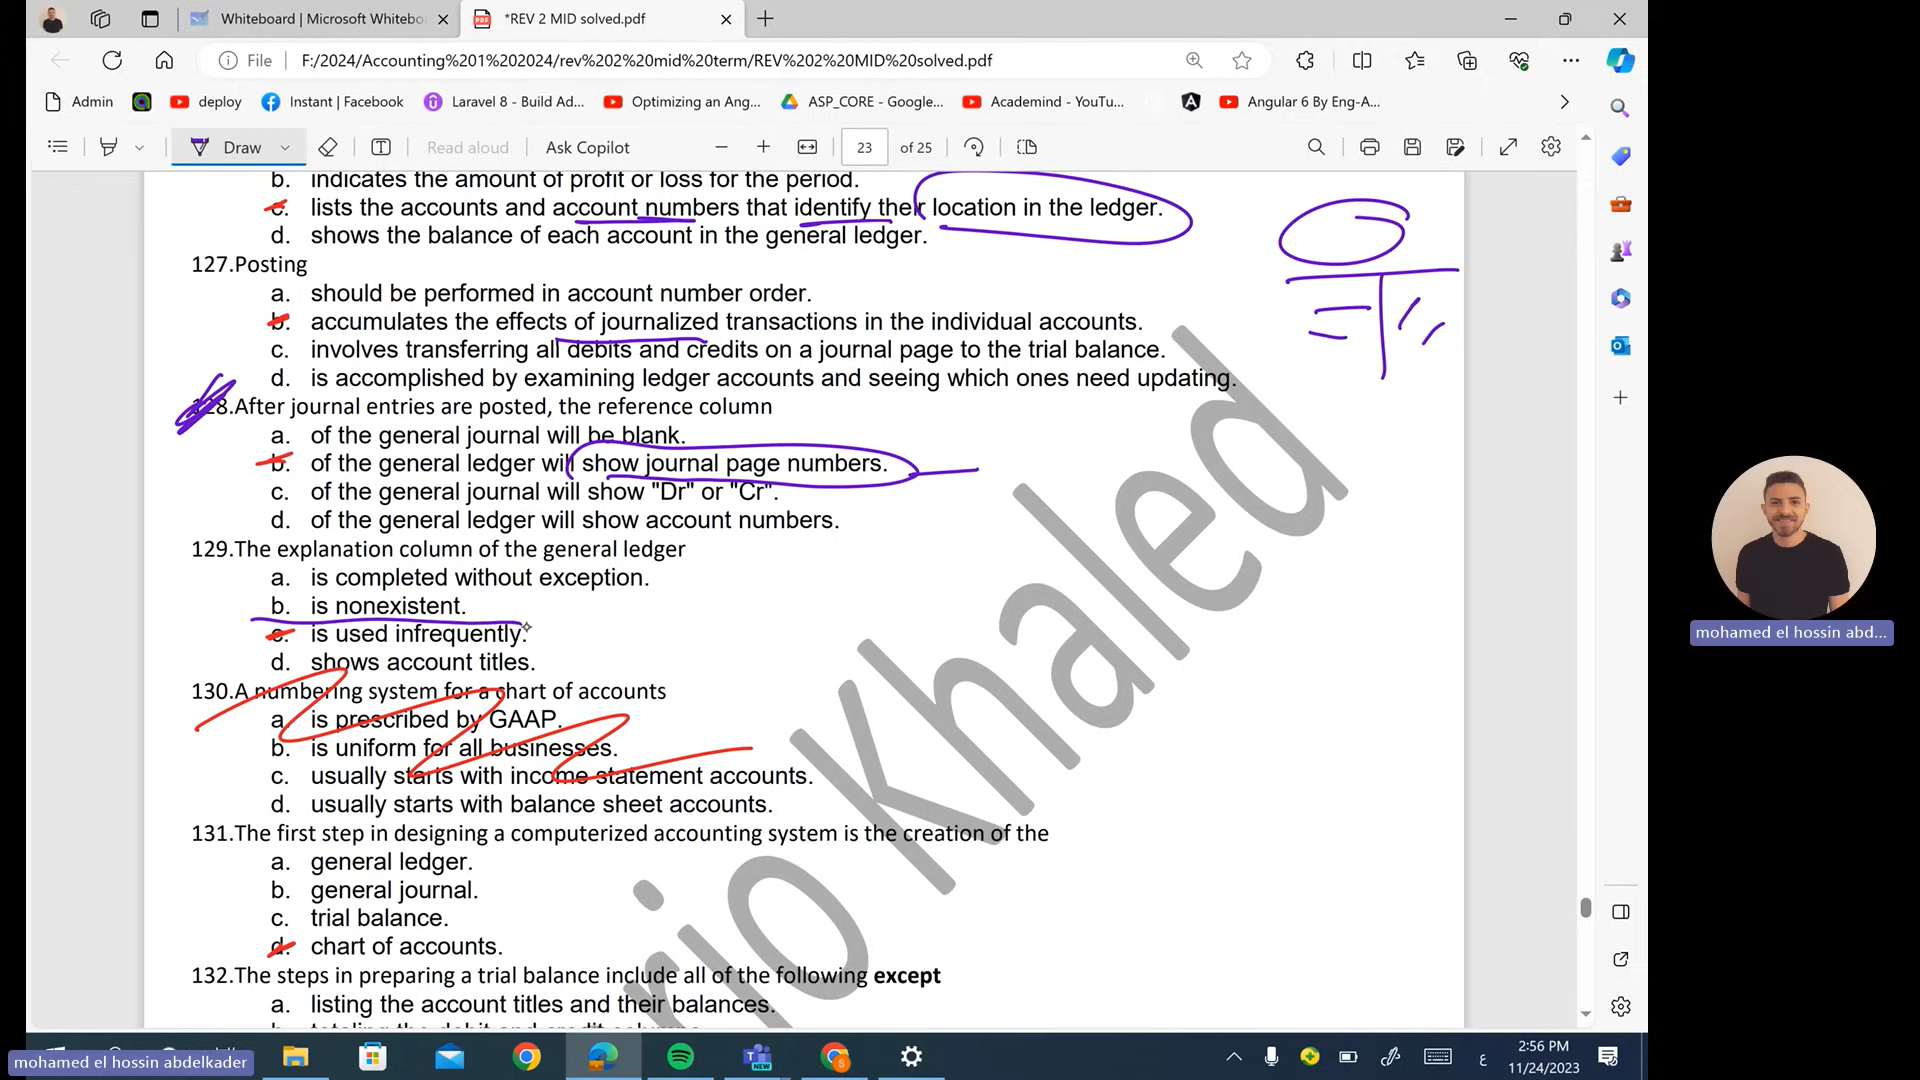 Whiteboard | Microsoft Whitebo
*REV 2 MID solved.pdf
File
F:/2024/Accounting%201%202024/rev%202%20mid%20term/REV%202%20MID%20solved.pdf
Admin
deploy
Instant | Facebook
Laravel 8 - Build Ad...
Optimizing an Ang...
ASP_CORE - Google...
Academind - YouTu...
Angular 6 By Eng-A...
Draw
Read aloud
Ask Copilot
23
of 25
b. indicates the amount of profit or loss for the period.
c. lists the accounts and account numbers that identify their location in the ledger.
d. shows the balance of each account in the general ledger.
127.Posting
a. should be performed in account number order.
b. accumulates the effects of journalized transactions in the individual accounts.
c. involves transferring all debits and credits on a journal page to the trial balance.
d. is accomplished by examining ledger accounts and seeing which ones need updating.
128.After journal entries are posted, the reference column
a. of the general journal will be blank.
b. of the general ledger will show journal page numbers.
c. of the general journal will show "Dr" or "Cr".
d. of the general ledger will show account numbers.
129.The explanation column of the general ledger
a. is completed without exception.
b. is nonexistent.
c. is used infrequently.
d. shows account titles.
130.A numbering system for a chart of accounts
a. is prescribed by GAAP.
b. is uniform for all businesses.
c. usually starts with income statement accounts.
d. usually starts with balance sheet accounts.
131.The first step in designing a computerized accounting system is the creation of the
a. general ledger.
b. general journal.
c. trial balance.
d. chart of accounts.
132.The steps in preparing a trial balance include all of the following except
a. listing the account titles and their balances.
Khaled
mohamed el hossin abd...
mohamed el hossin abdelkader
ع
2:56 PM
11/24/2023